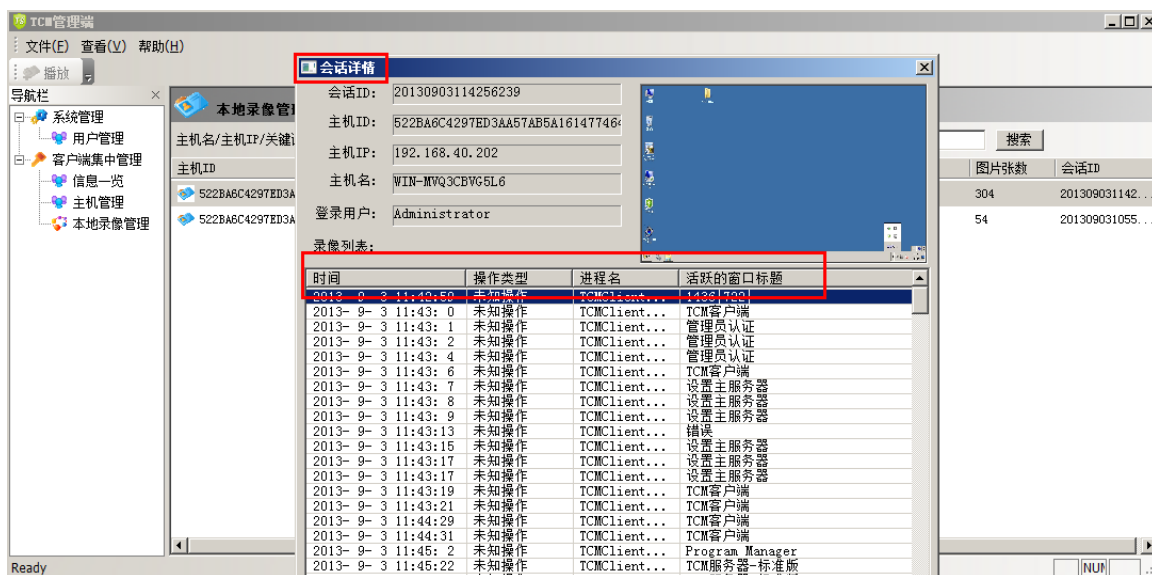 TCM管理端
文件(F) 查看(V) 帮助(H)
播放
导航栏
系统管理
用户管理
客户端集中管理
信息一览
主机管理
本地录像管理
本地录像管
主机名/主机IP/关键
搜索
主机ID 图片张数 会话ID
522BA6C4297ED3A 304 201309031142...
522BA6C4297ED3A 54 201309031055...
会话详情
会话ID: 20130903114256239
主机ID: 522BA6C4297ED3AA57AB5A16147746
主机IP: 192.168.40.202
主机名: WIN-MVQ3CBVG5L6
登录用户: Administrator
录像列表:
时间 操作类型 进程名 活跃的窗口标题
2013- 9- 3 11:42:59 未知操作 TCMClient... 1436|722|
2013- 9- 3 11:43: 0 未知操作 TCMClient... TCM客户端
2013- 9- 3 11:43: 1 未知操作 TCMClient... 管理员认证
2013- 9- 3 11:43: 2 未知操作 TCMClient... 管理员认证
2013- 9- 3 11:43: 4 未知操作 TCMClient... 管理员认证
2013- 9- 3 11:43: 6 未知操作 TCMClient... TCM客户端
2013- 9- 3 11:43: 7 未知操作 TCMClient... 设置主服务器
2013- 9- 3 11:43: 8 未知操作 TCMClient... 设置主服务器
2013- 9- 3 11:43: 9 未知操作 TCMClient... 设置主服务器
2013- 9- 3 11:43:13 未知操作 TCMClient... 错误
2013- 9- 3 11:43:15 未知操作 TCMClient... 设置主服务器
2013- 9- 3 11:43:17 未知操作 TCMClient... 设置主服务器
2013- 9- 3 11:43:17 未知操作 TCMClient... 设置主服务器
2013- 9- 3 11:43:19 未知操作 TCMClient... TCM客户端
2013- 9- 3 11:43:21 未知操作 TCMClient... TCM客户端
2013- 9- 3 11:44:29 未知操作 TCMClient... TCM客户端
2013- 9- 3 11:44:31 未知操作 TCMClient... TCM客户端
2013- 9- 3 11:45: 2 未知操作 TCMClient... Program Manager
2013- 9- 3 11:45:22 未知操作 TCMClient... TCM服务器-标准版
Ready
NUM